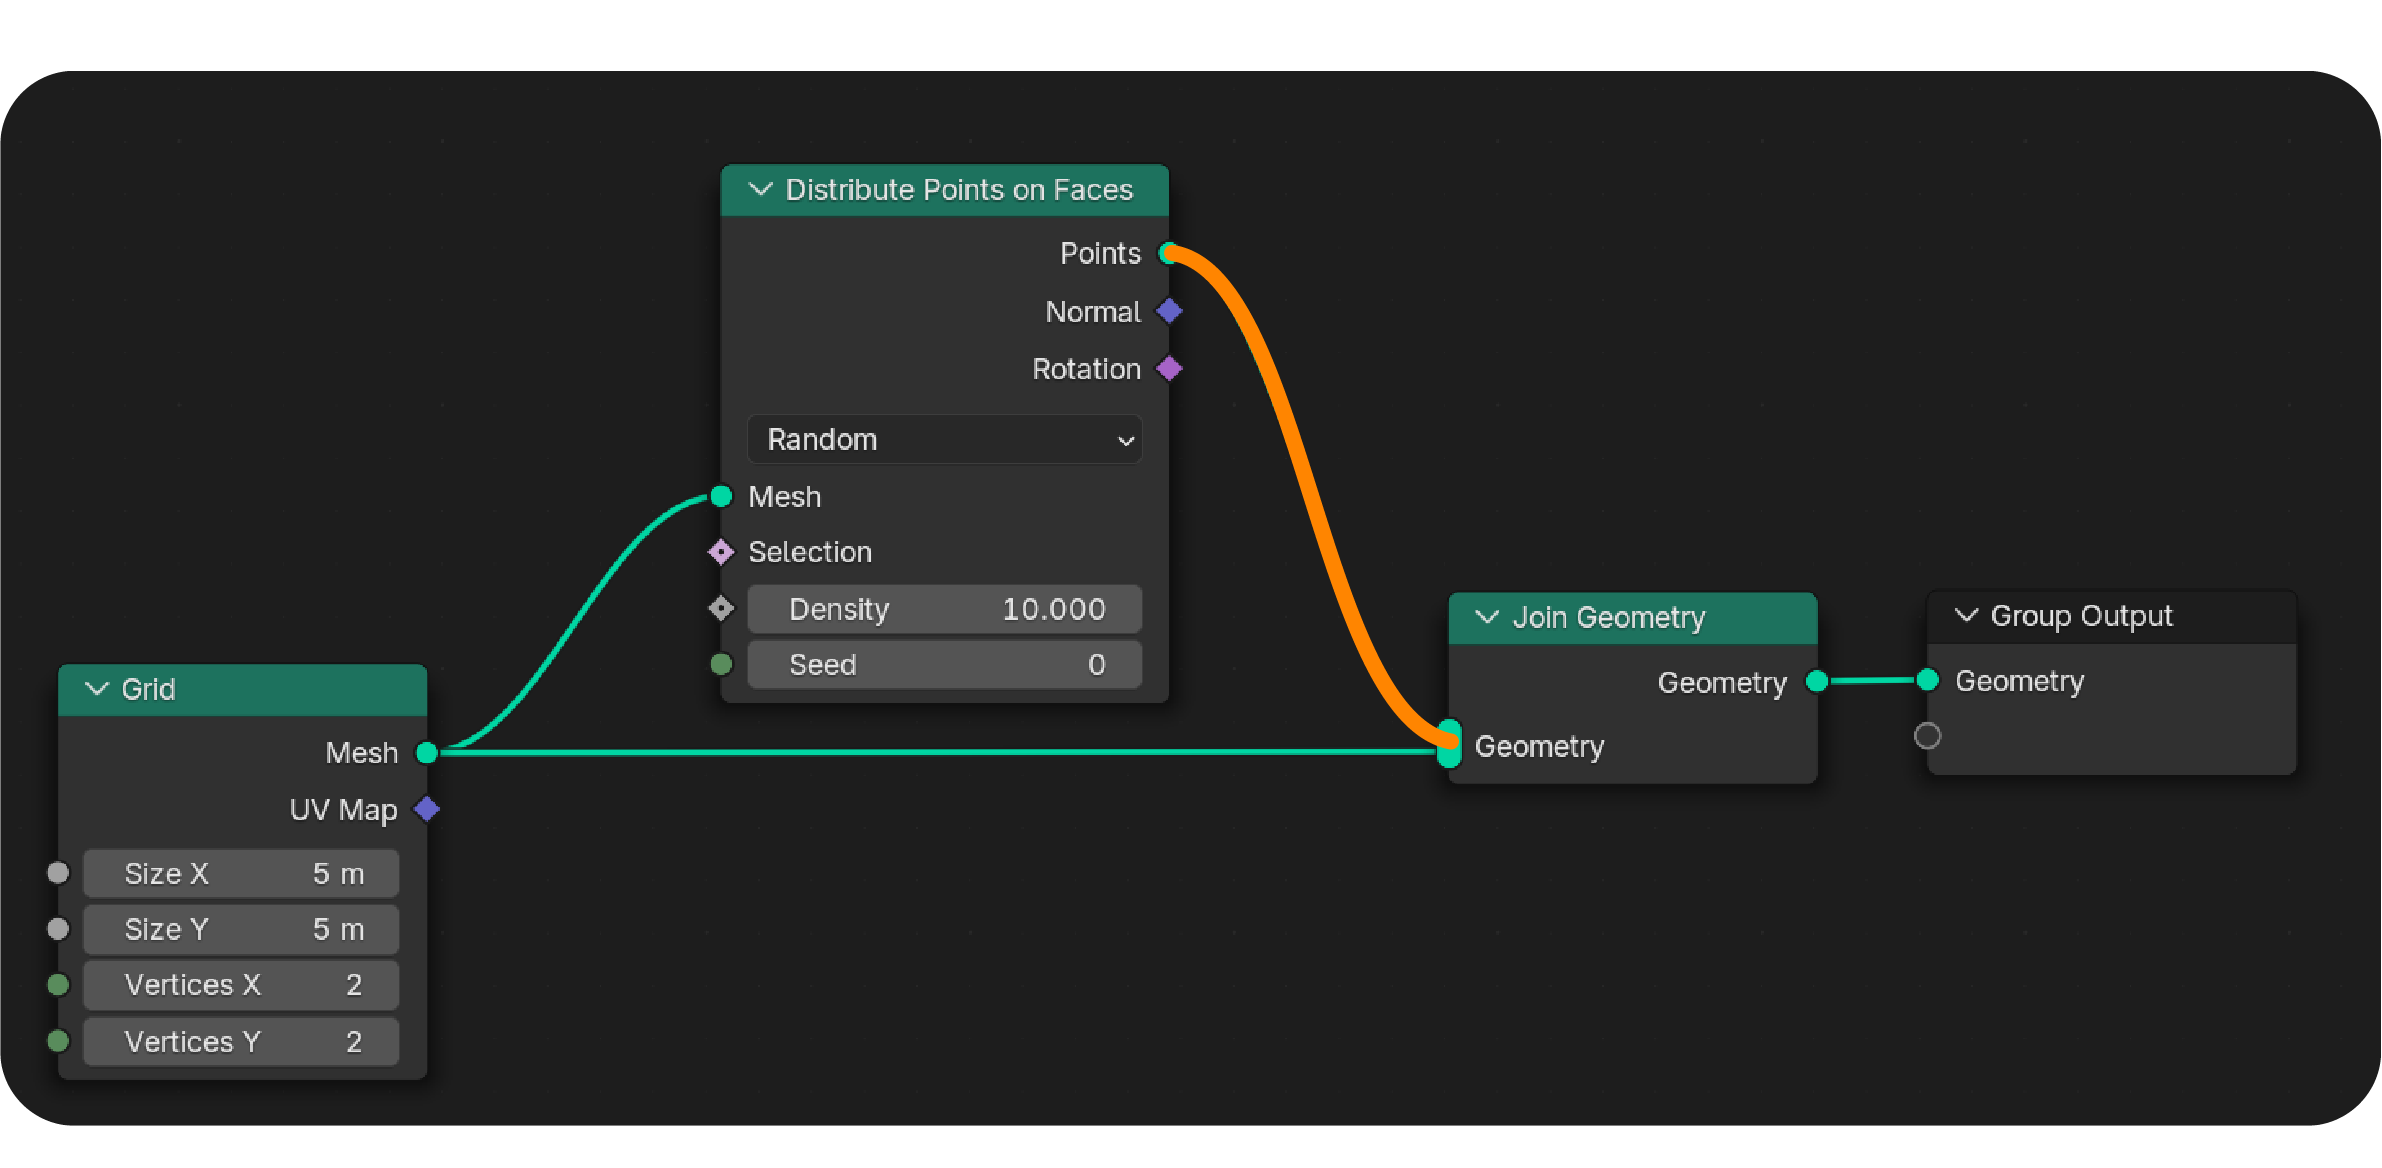 Distribute Points on Faces
Points
Normal
Rotation
Random
Mesh
Selection
Density 10.000
Seed 0
Grid
Mesh
UV Map
Size X 5 m
Size Y 5 m
Vertices X 2
Vertices Y 2
Join Geometry
Geometry
Geometry
Group Output
Geometry